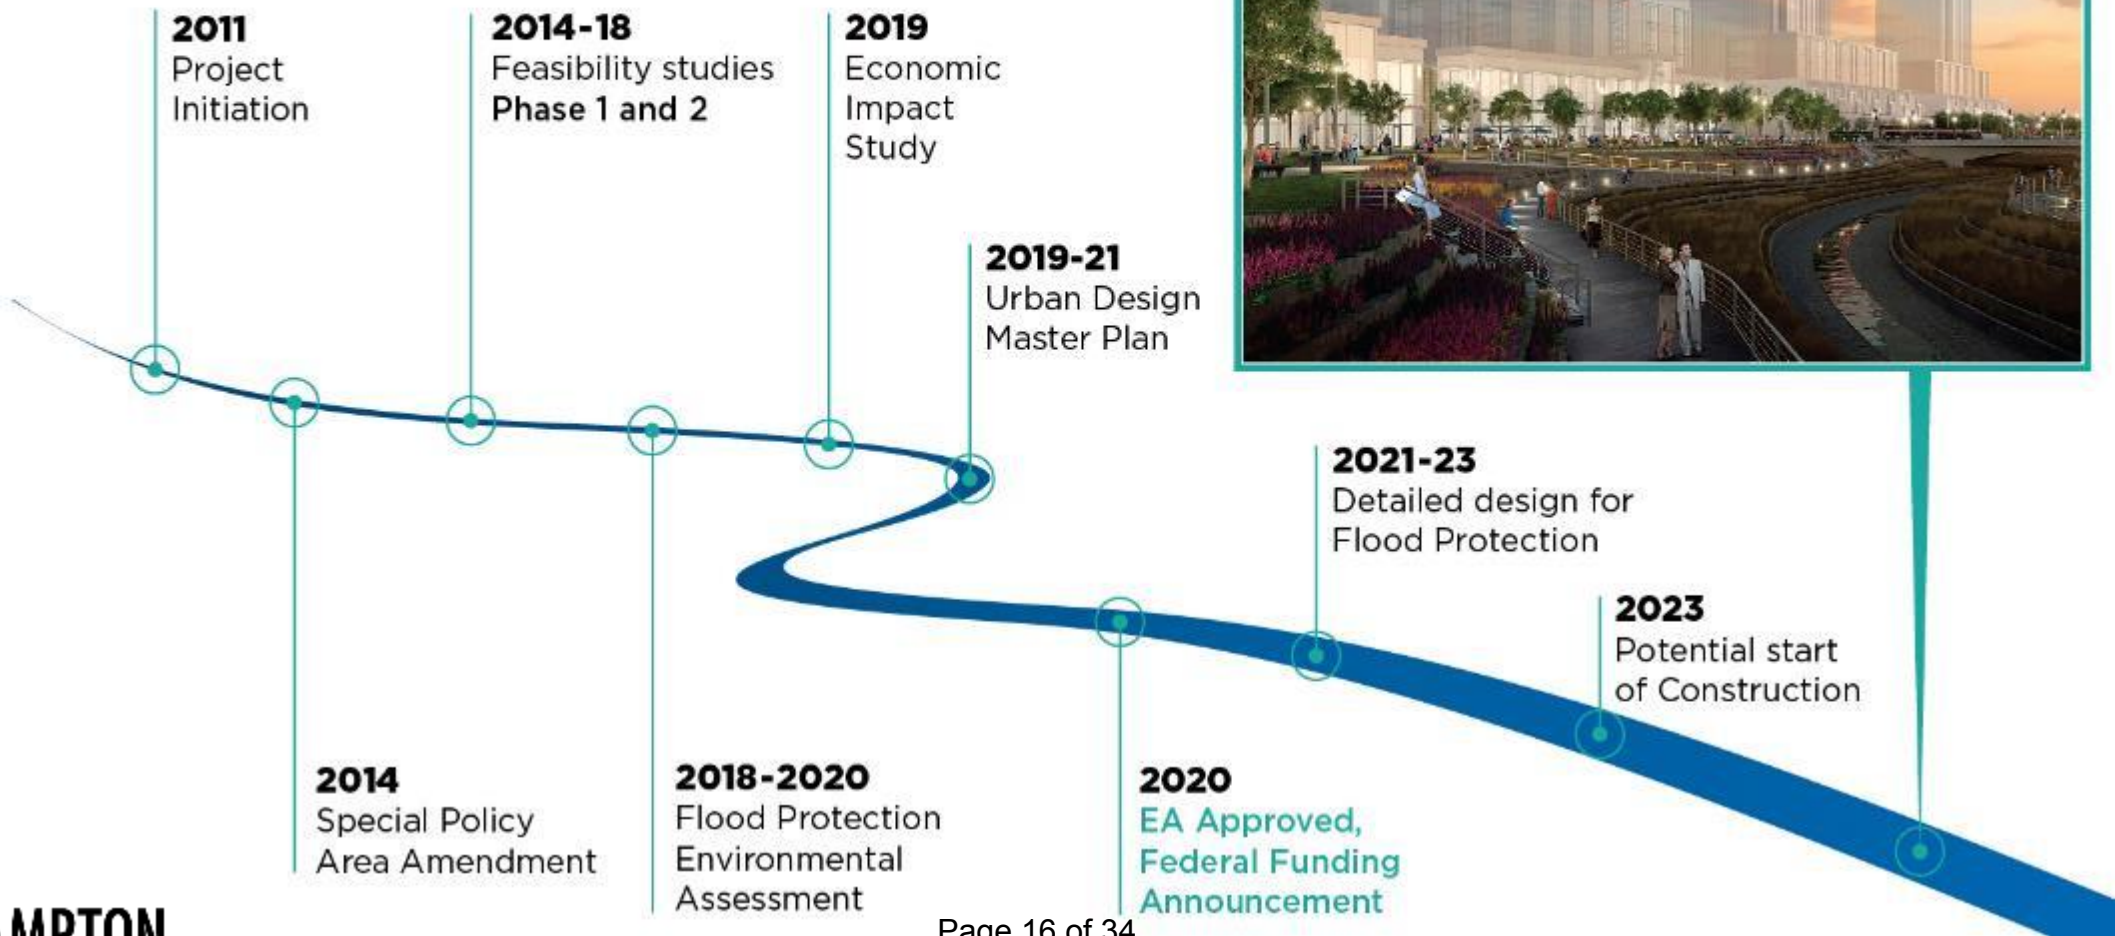 2011
Project
Initiation
2014-18
Feasibility studies
Phase 1 and 2
2019
Economic
Impact
Study
2019-21
Urban Design
Master Plan
2021-23
Detailed design for
Flood Protection
2023
Potential start
of Construction
2014
Special Policy
Area Amendment
2018-2020
Flood Protection
Environmental
Assessment
2020
EA Approved,
Federal Funding
Announcement
AMPTON
Page 16 of 34